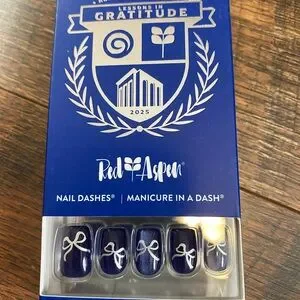 LESSONS IN
GRATITUDE
2025
Red Aspen®
NAIL DASHES® | MANICURE IN A DASH®